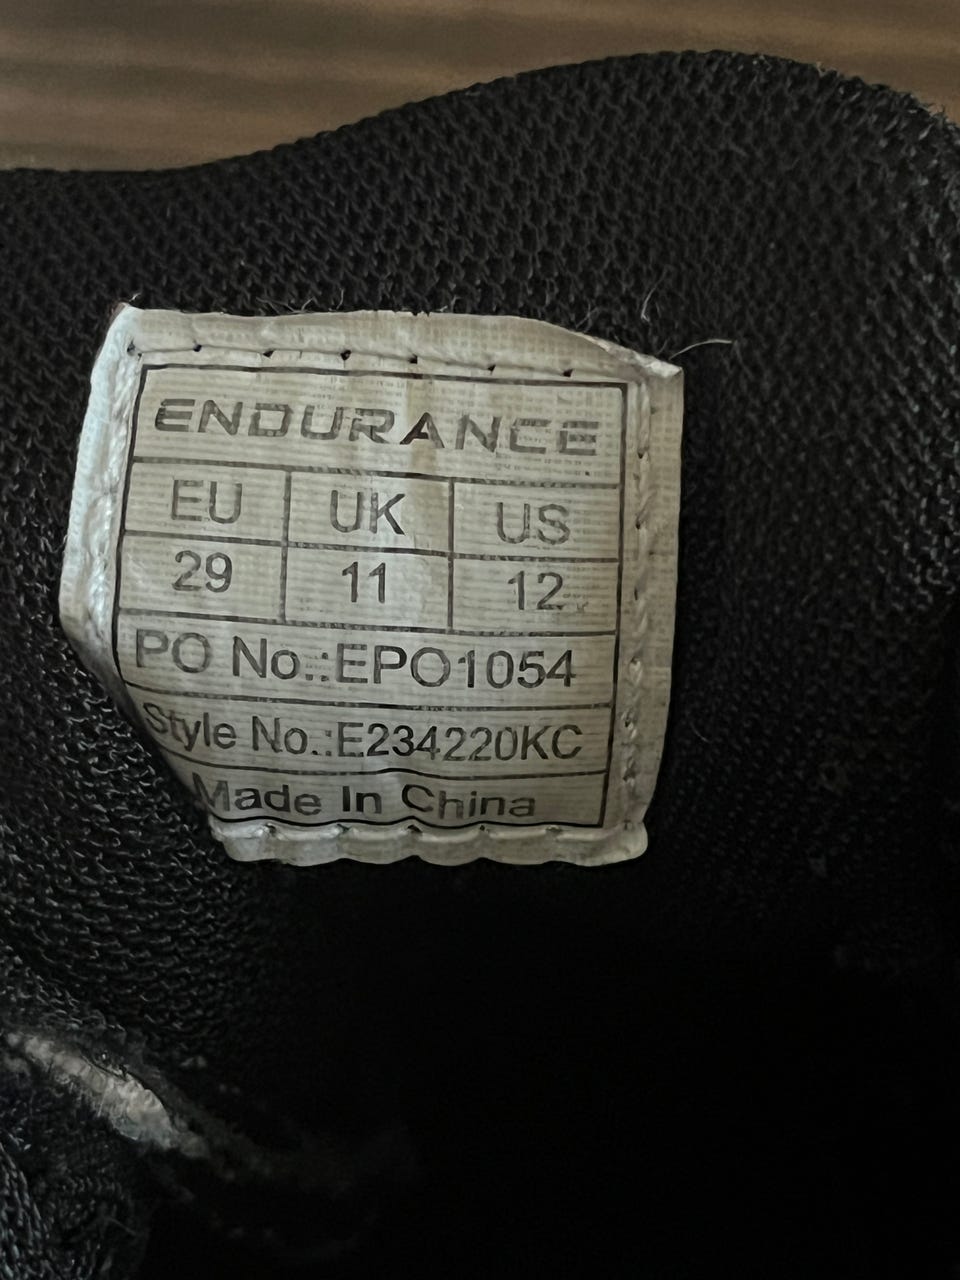 ENDURANCE
EU UK US
29 11 12
PO No.:EPO1054
Style No.:E234220KC
Made In China